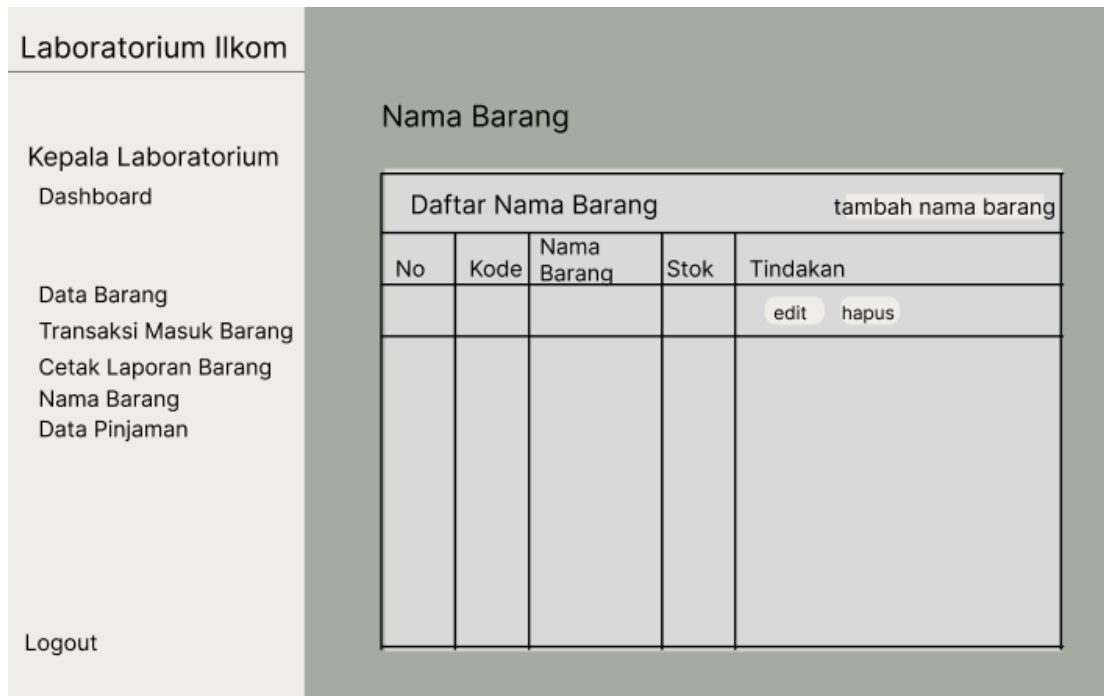 Laboratorium Ilkom
Kepala Laboratorium
Dashboard
Data Barang
Transaksi Masuk Barang
Cetak Laporan Barang
Nama Barang
Data Pinjaman
Logout
Nama Barang
Daftar Nama Barang
tambah nama barang
No
Kode
Nama
Barang
Stok
Tindakan
edit
hapus